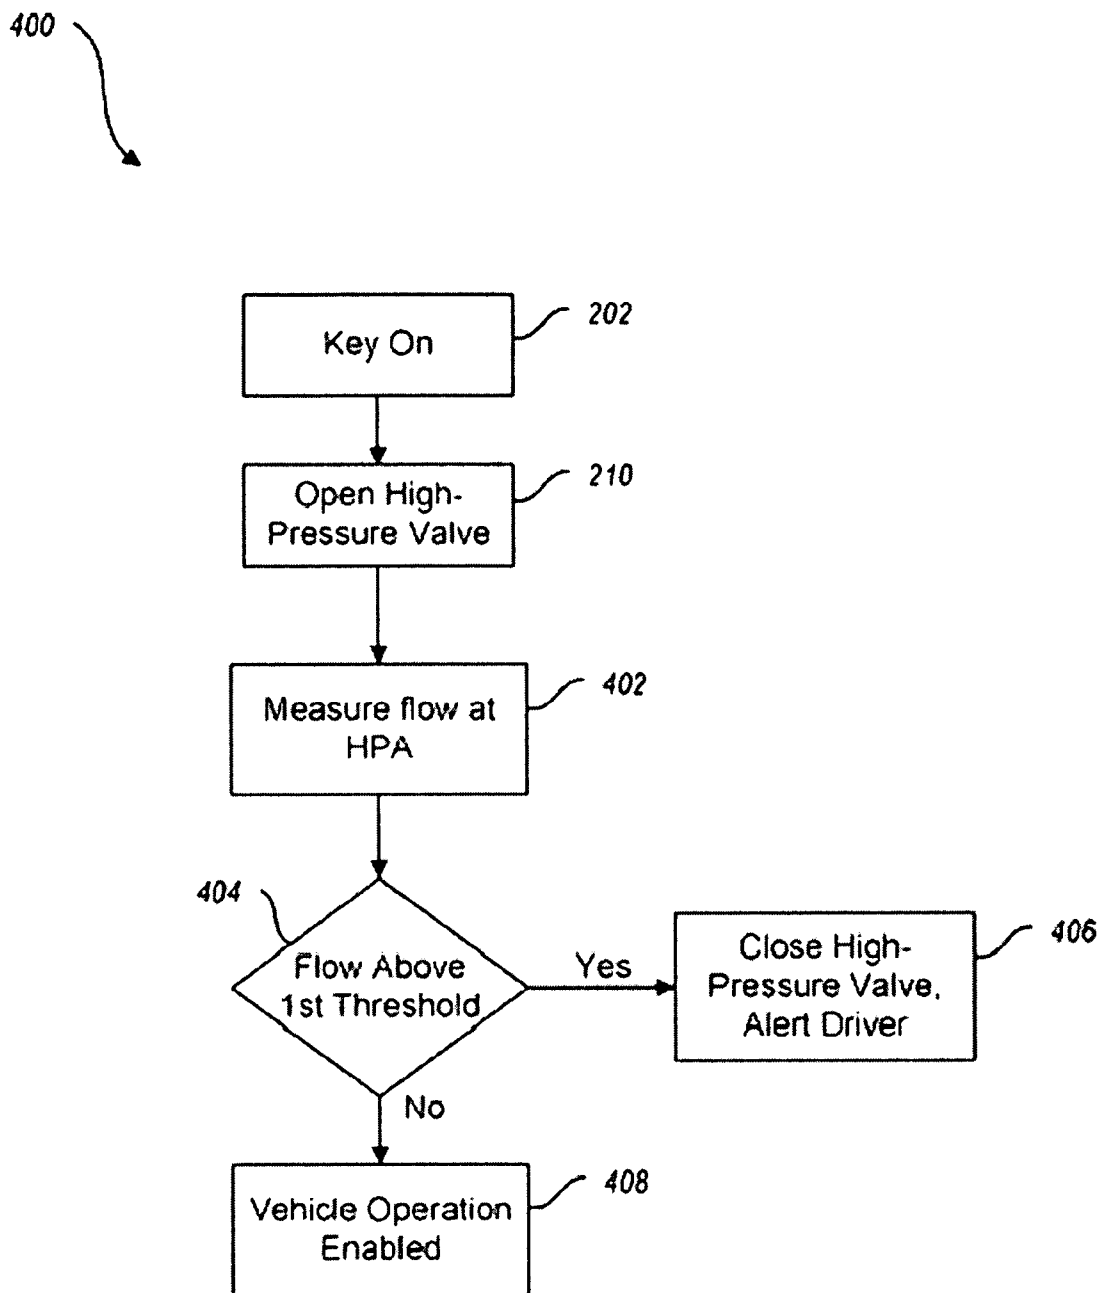 400
Key On
202
Open High-
Pressure Valve
210
Measure flow at
HPA
402
404
Flow Above
1st Threshold
Yes
Close High-
Pressure Valve,
Alert Driver
406
No
Vehicle Operation
Enabled
408